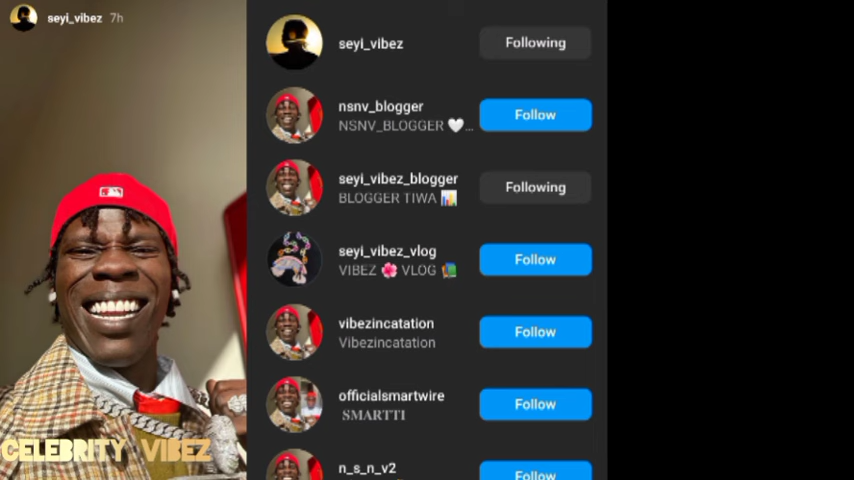 seyi_vibez 7h
CELEBRITY VIBEZ
seyi_vibez
Following
nsnv_blogger
NSNV_BLOGGER 🤍...
Follow
seyi_vibez_blogger
BLOGGER TIWA 📊
Following
seyi_vibez_vlog
VIBEZ 🌺 VLOG 📚
Follow
vibezincatation
Vibezincatation
Follow
officialsmartwire
SMARTTI
Follow
n_s_n_v2
Follow